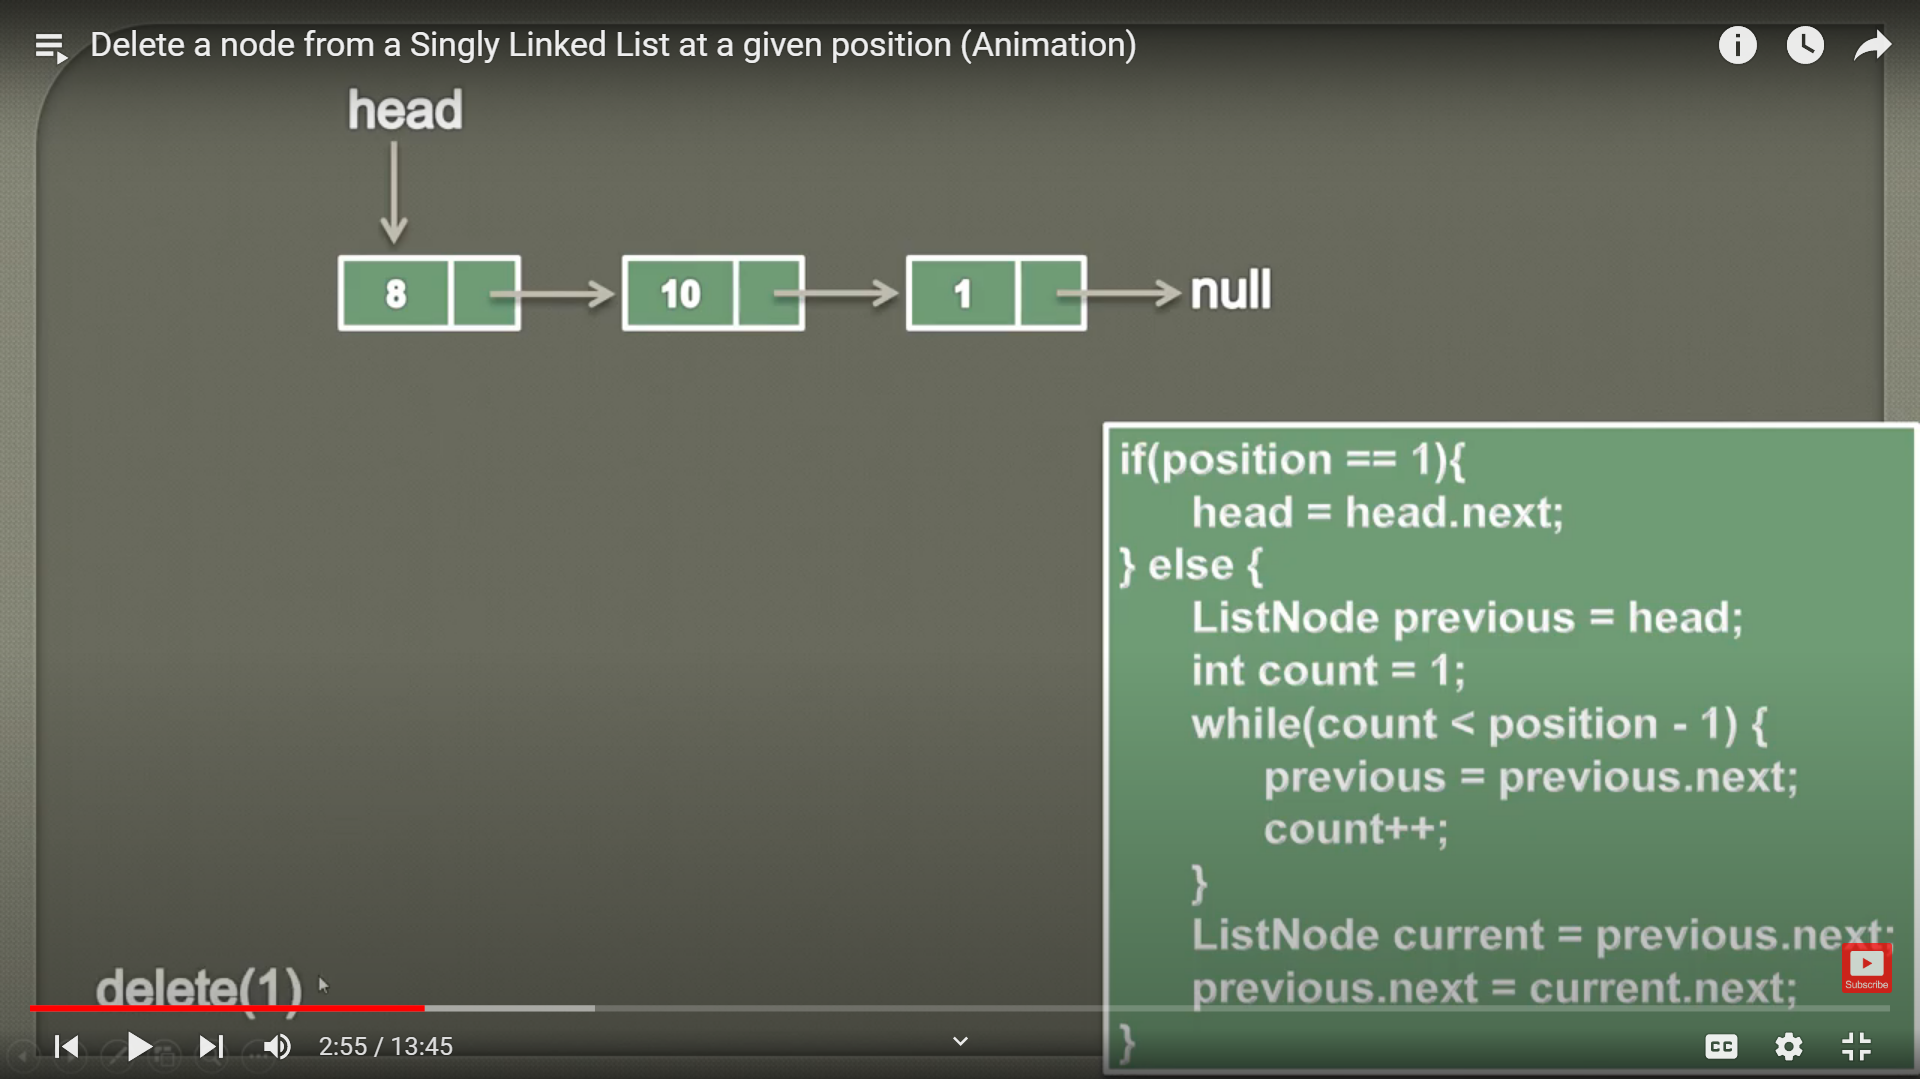 Delete a node from a Singly Linked List at a given position (Animation)
head
8 10 1 null
if(position == 1){
head = head.next;
} else {
ListNode previous = head;
int count = 1;
while(count < position - 1) {
previous = previous.next;
count++;
}
ListNode current = previous.next;
previous.next = current.next;
}
delete(1)
Subscribe
2:55 / 13:45
CC